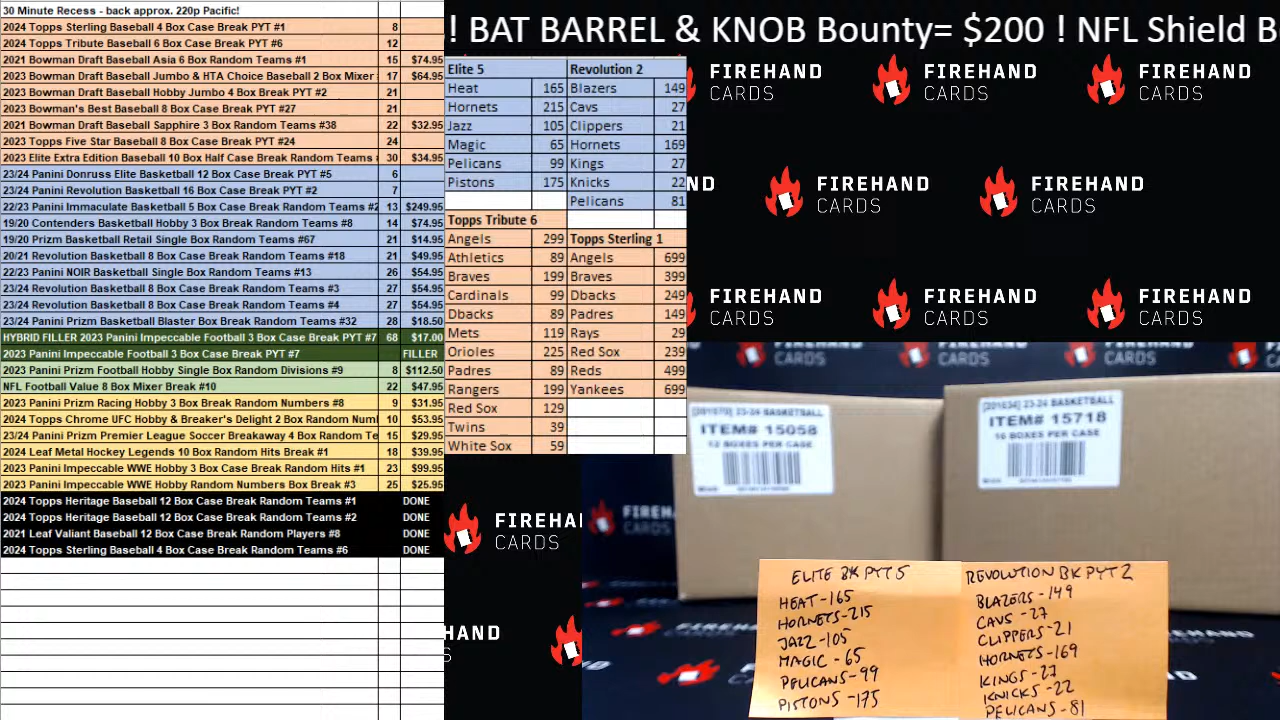 30 Minute Recess - back approx. 220p Pacific!
2024 Topps Sterling Baseball 4 Box Case Break PYT #1 8
2024 Topps Tribute Baseball 6 Box Case Break PYT #6 12
2021 Bowman Draft Baseball Asia 6 Box Random Teams #1 15 $74.95
2023 Bowman Draft Baseball Jumbo & HTA Choice Baseball 2 Box Mixer 17 $64.95
2023 Bowman Draft Baseball Hobby Jumbo 4 Box Break PYT #2 21
2023 Bowman's Best Baseball 8 Box Case Break PYT #27 21
2021 Bowman Draft Baseball Sapphire 3 Box Random Teams #38 22 $32.95
2023 Topps Five Star Baseball 8 Box Case Break PYT #24 24
2023 Elite Extra Edition Baseball 10 Box Half Case Break Random Teams 30 $34.95
23/24 Panini Donruss Elite Basketball 12 Box Case Break PYT #5 6
23/24 Panini Revolution Basketball 16 Box Case Break PYT #2 7
22/23 Panini Immaculate Basketball 5 Box Case Break Random Teams #2 13 $249.95
19/20 Contenders Basketball Hobby 3 Box Break Random Teams #8 14 $74.95
19/20 Prizm Basketball Retail Single Box Random Teams #67 21 $14.95
20/21 Revolution Basketball 8 Box Case Break Random Teams #18 21 $49.95
22/23 Panini NOIR Basketball Single Box Random Teams #13 26 $54.95
23/24 Revolution Basketball 8 Box Case Break Random Teams #3 27 $54.95
23/24 Revolution Basketball 8 Box Case Break Random Teams #4 27 $54.95
23/24 Panini Prizm Basketball Blaster Box Break Random Teams #32 28 $18.50
HYBRID FILLER 2023 Panini Impeccable Football 3 Box Case Break PYT #7 68 $17.00
2023 Panini Impeccable Football 3 Box Case Break PYT #7 FILLER
2023 Panini Prizm Football Hobby Single Box Random Divisions #9 8 $112.50
NFL Football Value 8 Box Mixer Break #10 22 $47.95
2023 Panini Prizm Racing Hobby 3 Box Break Random Numbers #8 9 $31.95
2024 Topps Chrome UFC Hobby & Breaker's Delight 2 Box Random Num 10 $53.95
23/24 Panini Prizm Premier League Soccer Breakaway 4 Box Random Te 15 $29.95
2024 Leaf Metal Hockey Legends 10 Box Random Hits Break #1 18 $39.95
2023 Panini Impeccable WWE Hobby 3 Box Case Break Random Hits #1 23 $99.95
2023 Panini Impeccable WWE Hobby Random Numbers Box Break #3 25 $25.95
2024 Topps Heritage Baseball 12 Box Case Break Random Teams #1 DONE
2024 Topps Heritage Baseball 12 Box Case Break Random Teams #2 DONE
2021 Leaf Valiant Baseball 12 Box Case Break Random Players #8 DONE
2024 Topps Sterling Baseball 4 Box Case Break Random Teams #6 DONE
! BAT BARREL & KNOB Bounty= $200 ! NFL Shield B
Elite 5 Revolution 2
Heat 165 Blazers 149
Hornets 215 Cavs 27
Jazz 105 Clippers 21
Magic 65 Hornets 169
Pelicans 99 Kings 27
Pistons 175 Knicks 22
Pelicans 81
Topps Tribute 6
Angels 299 Topps Sterling 1
Athletics 89 Angels 699
Braves 199 Braves 399
Cardinals 99 Dbacks 249
Dbacks 89 Padres 149
Mets 119 Rays 29
Orioles 225 Red Sox 239
Padres 89 Reds 499
Rangers 199 Yankees 699
Red Sox 129
Twins 39
White Sox 59
FIREHAND FIREHAND FIREHAND
CARDS CARDS CARDS
ND FIREHAND FIREHAND
CARDS CARDS
FIREHAND FIREHAND FIREHAND
CARDS CARDS CARDS
CARDS CARDS CARDS
23-24 BASKETBALL
ITEM# 15058
12 BOXES PER CASE
23-24 BASKETBALL
ITEM# 15718
16 BOXES PER CASE
FIREHA
CARDS
HAND
S
ELITE BK PYT 5
HEAT-165
HORNETS-215
JAZZ-105
MAGIC-65
PELICANS-99
PISTONS-175
REVOLUTION BK PYT 2
BLAZERS-149
CAVS-27
CLIPPERS-21
HORNETS-169
KINGS-27
KNICKS-22
PELICANS-81